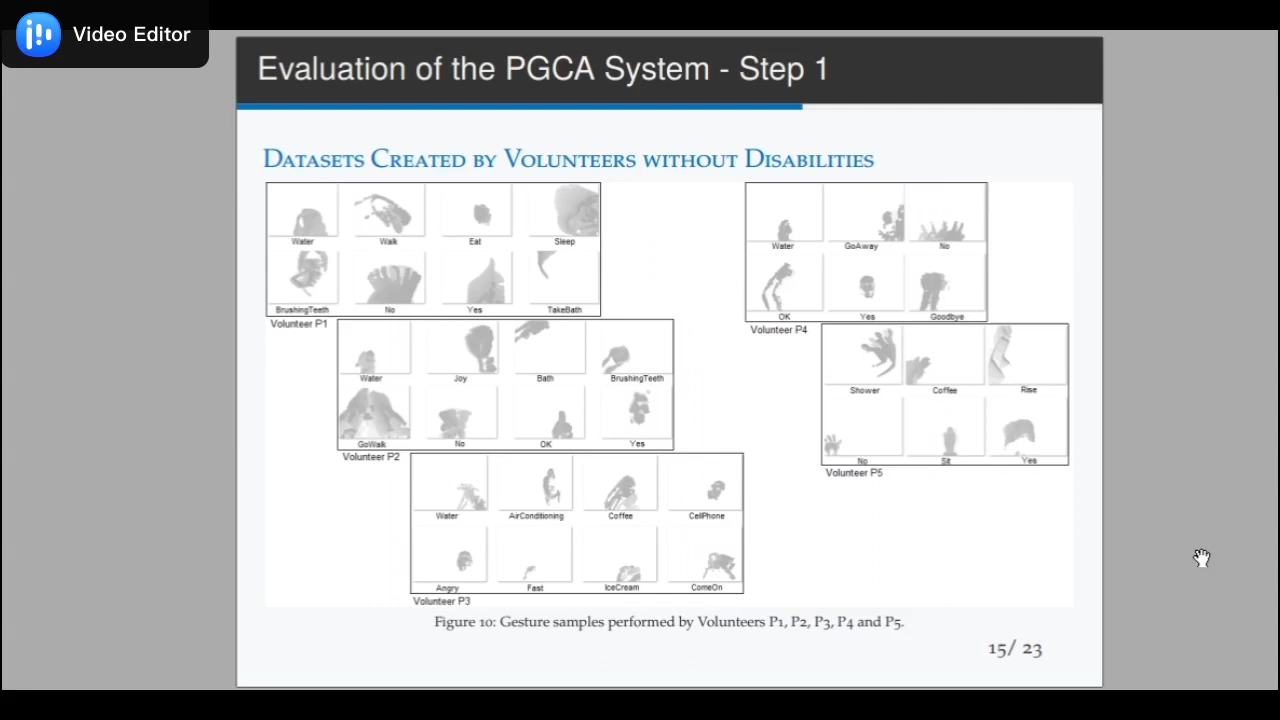 Video Editor
Evaluation of the PGCA System - Step 1
Datasets Created by Volunteers without Disabilities
Water Walk Eat Sleep
BrushingTeeth No Yes TakeBath
Volunteer P1
Water Joy Bath BrushingTeeth
GoWalk No OK Yes
Volunteer P2
Water AirConditioning Coffee CellPhone
Angry Fast IceCream ComeOn
Volunteer P3
Water GoAway No
OK Yes Goodbye
Volunteer P4
Shower Coffee Rise
No Sit Yes
Volunteer P5
Figure 10: Gesture samples performed by Volunteers P1, P2, P3, P4 and P5.
15/ 23